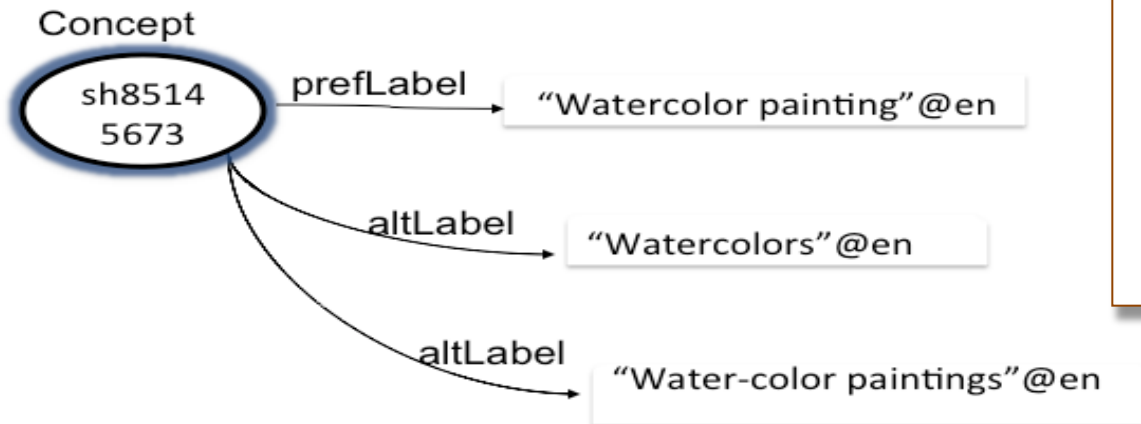 Concept
sh8514
5673
prefLabel
“Watercolor painting”@en
altLabel
“Watercolors”@en
altLabel
“Water-color paintings”@en